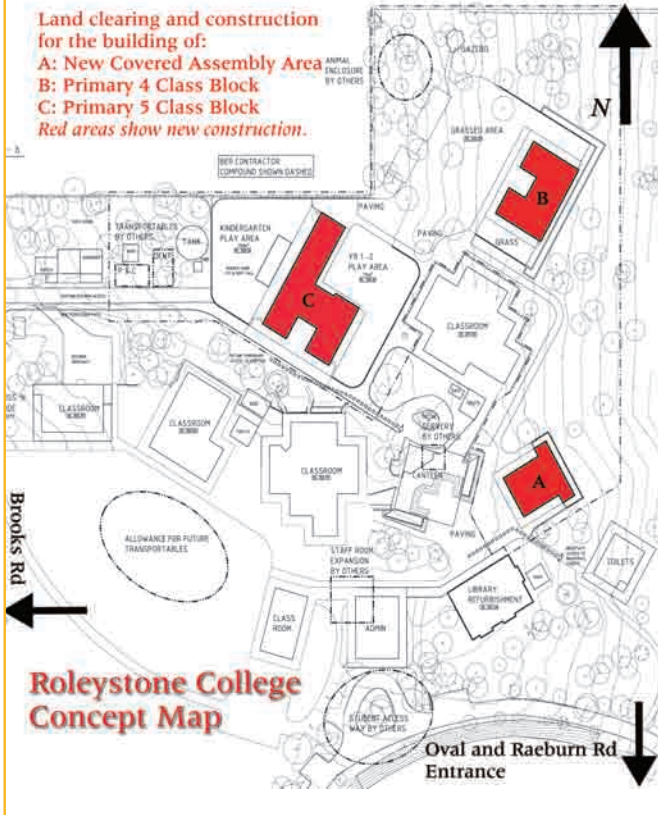 Land clearing and construction
for the building of:
A: New Covered Assembly Area
B: Primary 4 Class Block
C: Primary 5 Class Block
Red areas show new construction.
N
ANIMAL
ENCLOSURE
BY OTHERS
GAZEBO
GRASSED AREA
BER CONTRACTOR
COMPOUND SHOWN DASHED
B
TRANSPORTABLES
BY OTHERS
TANK
P & C
KINDERGARTEN
PLAY AREA
PAVING
PAVING
GRASS
YR 1-2
PLAY AREA
C
CLASSROOM
CLASSROOM
CLASSROOM
CLASSROOM
SERVERY
BY OTHERS
CANTEEN
A
PAVING
Brooks Rd
ALLOWANCE FOR FUTURE
TRANSPORTABLES
STAFF ROOM
EXPANSION
BY OTHERS
LIBRARY
REFURBISHMENT
TOILETS
CLASS
ROOM
ADMIN
Roleystone College
Concept Map
STUDENT ACCESS
WAY BY OTHERS
Oval and Raeburn Rd
Entrance